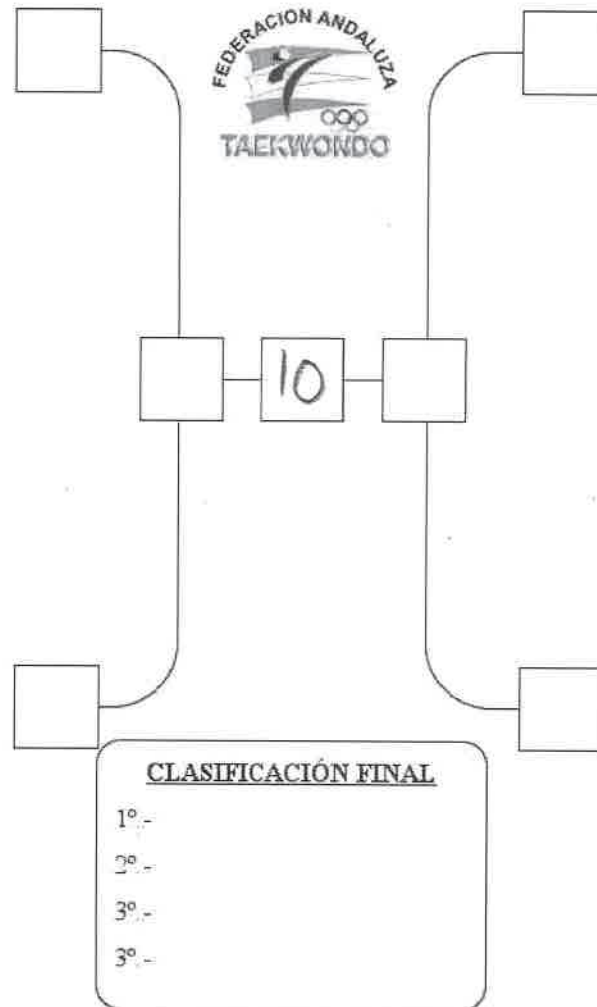 FEDERACION ANDALUZA
TAEKWONDO
10
CLASIFICACIÓN FINAL
1º.-
2º.-
3º.-
3º.-